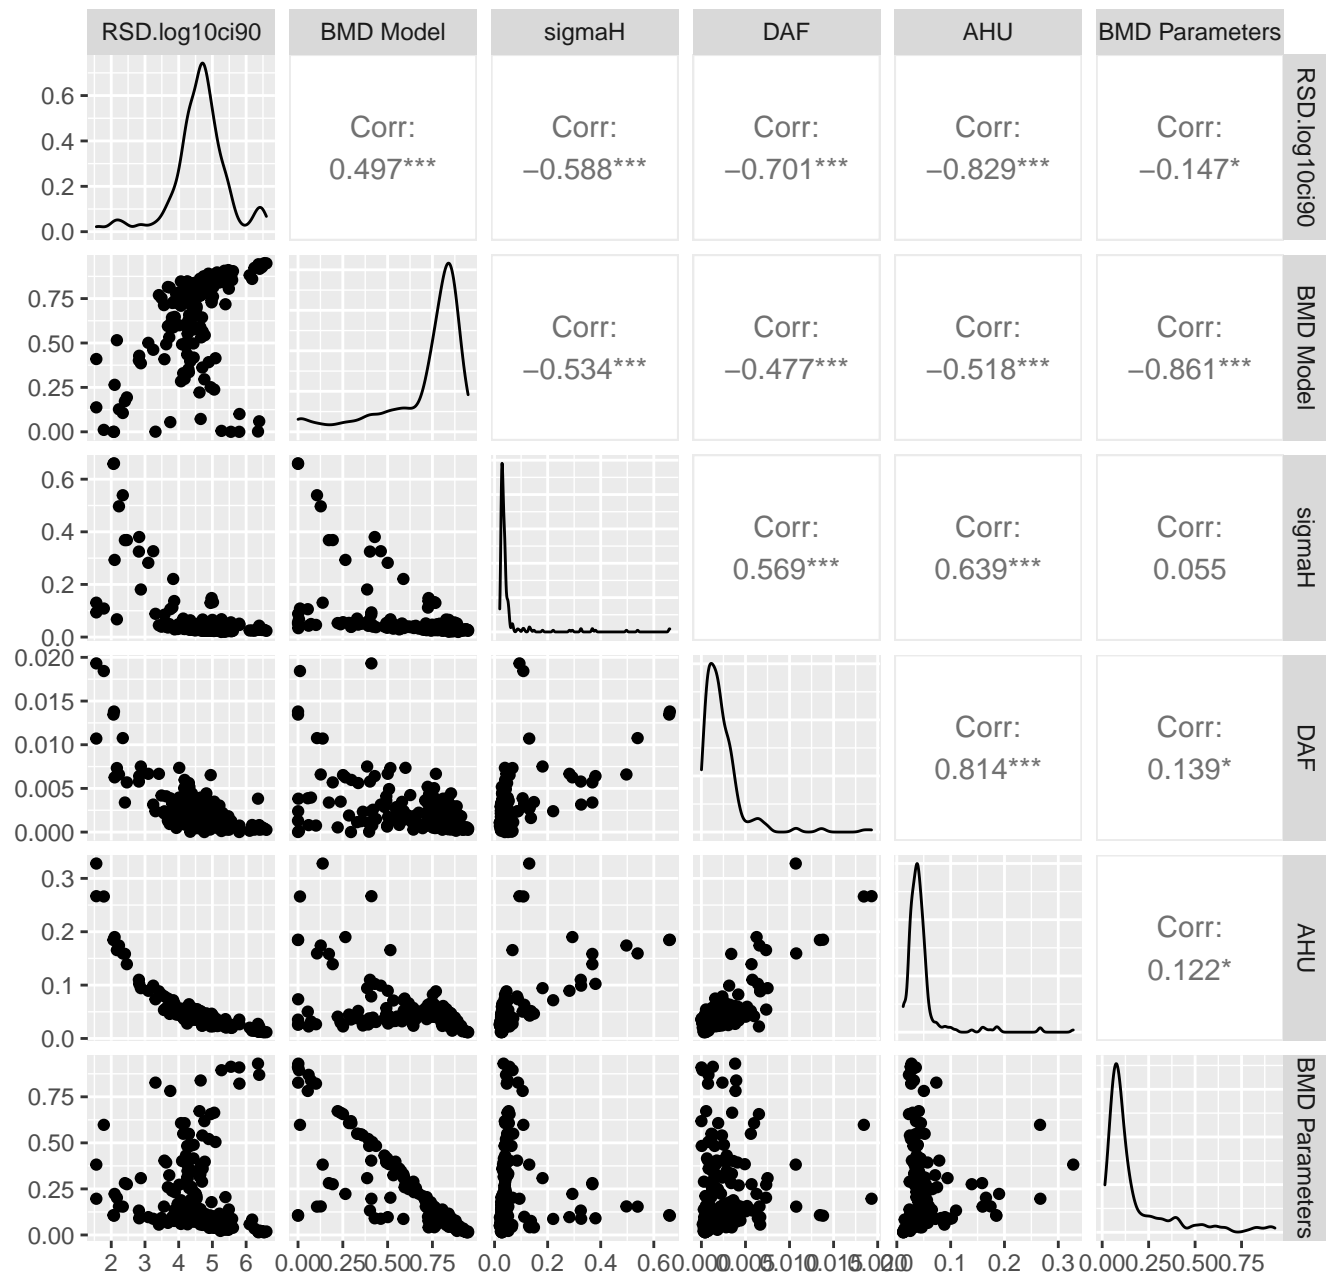 RSD.log10ci90 BMD Model sigmaH DAF AHU BMD Parameters
0.6
0.4
0.2
0.0
Corr:
0.497***
Corr:
−0.588***
Corr:
−0.701***
Corr:
−0.829***
Corr:
−0.147*
RSD.log10ci90
0.75
0.50
0.25
0.00
Corr:
−0.534***
Corr:
−0.477***
Corr:
−0.518***
Corr:
−0.861***
BMD Model
0.6
0.4
0.2
0.0
Corr:
0.569***
Corr:
0.639***
Corr:
0.055
sigmaH
0.020
0.015
0.010
0.005
0.000
Corr:
0.814***
Corr:
0.139*
DAF
0.3
0.2
0.1
0.0
Corr:
0.122*
AHU
0.75
0.50
0.25
0.00
BMD Parameters
2 3 4 5 6 0.00 0.25 0.50 0.75 0.0 0.2 0.4 0.6 0.000 0.005 0.010 0.015 0.020 0.0 0.1 0.2 0.3 0.00 0.25 0.50 0.75